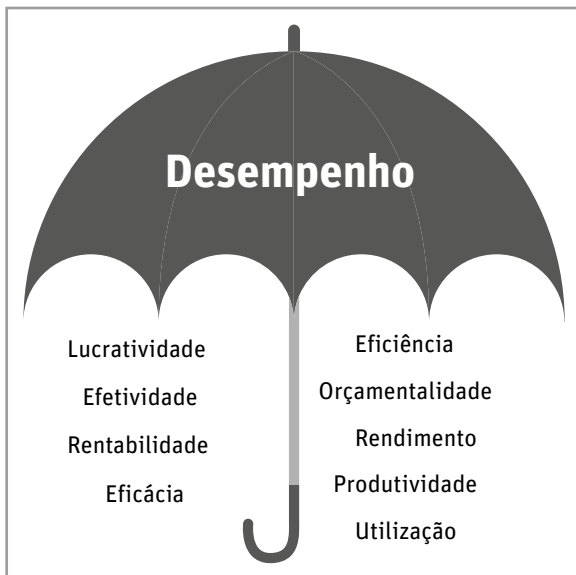 Desempenho
Lucratividade
Efetividade
Rentabilidade
Eficácia
Eficiência
Orçamentalidade
Rendimento
Produtividade
Utilização